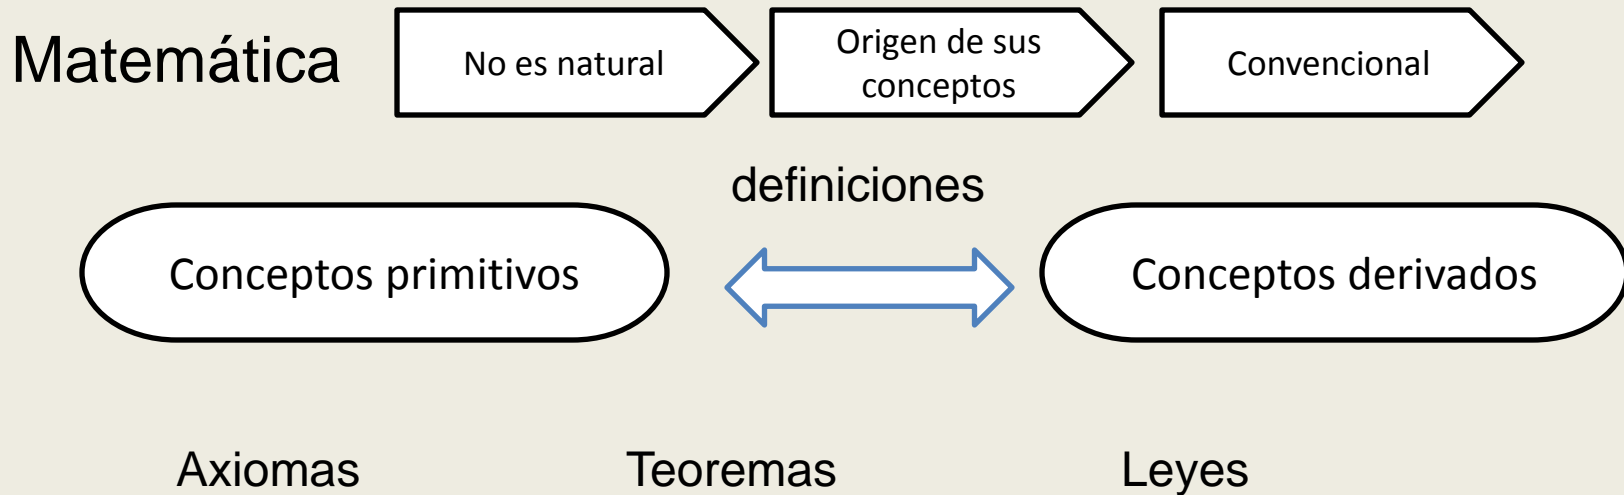 Matemática
No es natural
Origen de sus
conceptos
Convencional
definiciones
Conceptos primitivos
Conceptos derivados
Axiomas
Teoremas
Leyes